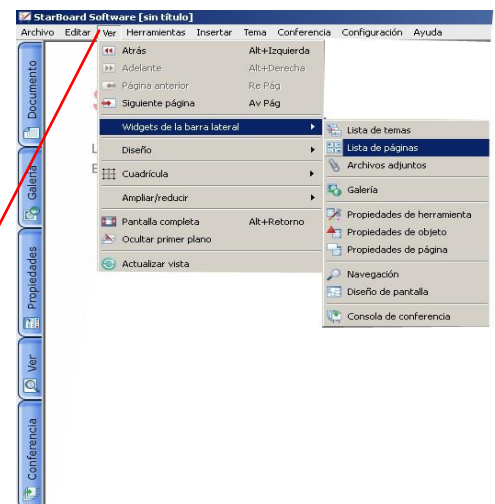 StarBoard Software [sin título]
Archivo Editar Ver Herramientas Insertar Tema Conferencia Configuración Ayuda
Atrás Alt+Izquierda
Adelante Alt+Derecha
Página anterior Re Pág
Siguiente página Av Pág
Widgets de la barra lateral
Diseño
Cuadrícula
Ampliar/reducir
Pantalla completa Alt+Retorno
Ocultar primer plano
Actualizar vista
Lista de temas
Lista de páginas
Archivos adjuntos
Galería
Propiedades de herramienta
Propiedades de objeto
Propiedades de página
Navegación
Diseño de pantalla
Consola de conferencia
Documento
Galería
Propiedades
Ver
Conferencia